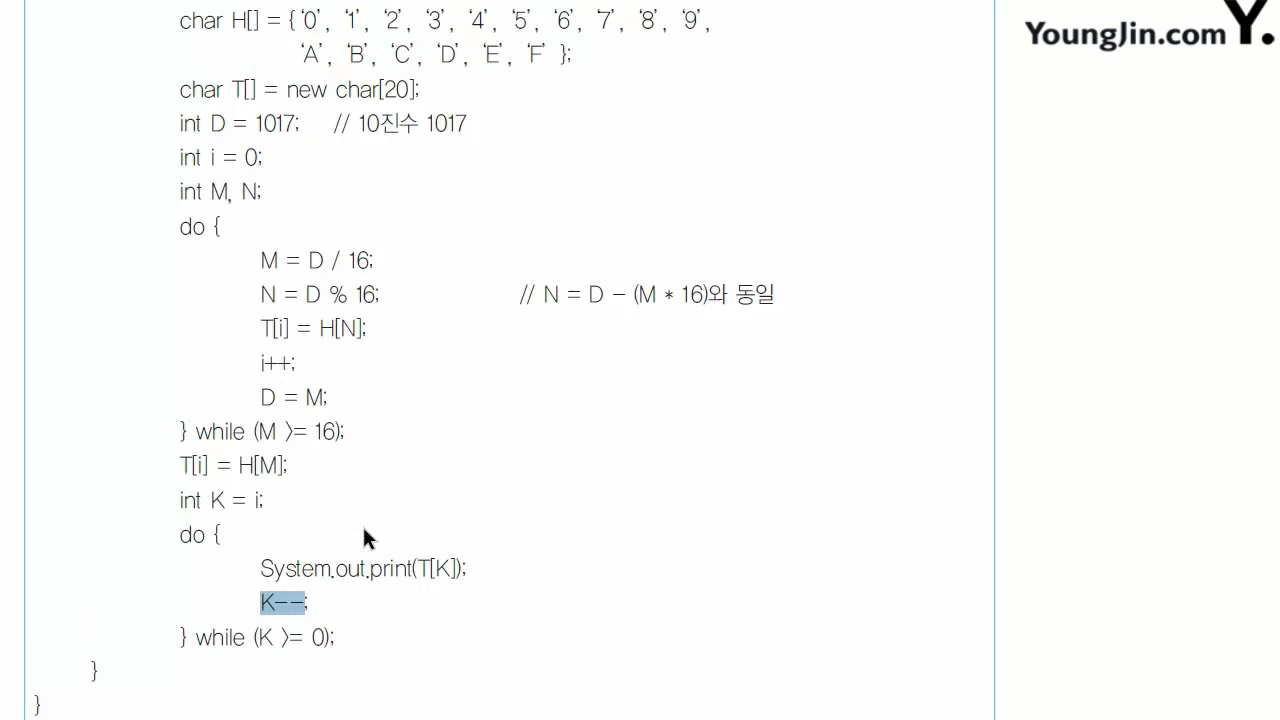 char H[] = {‘0’, ‘1’, ‘2’, ‘3’, ‘4’, ‘5’, ‘6’, ‘7’, ‘8’, ‘9’,
‘A’, ‘B’, ‘C’, ‘D’, ‘E’, ‘F’ };
YoungJin.com Y.
char T[] = new char[20];
int D = 1017; // 10진수 1017
int i = 0;
int M, N;
do {
M = D / 16;
N = D % 16; // N = D - (M * 16)와 동일
T[i] = H[N];
i++;
D = M;
} while (M >= 16);
T[i] = H[M];
int K = i;
do {
System.out.print(T[K]);
K--;
} while (K >= 0);
}
}